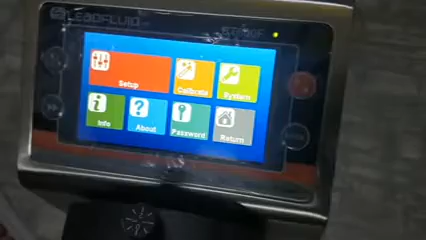 LEADFLUID
Setup
Calibrate
System
Info
About
Password
Return